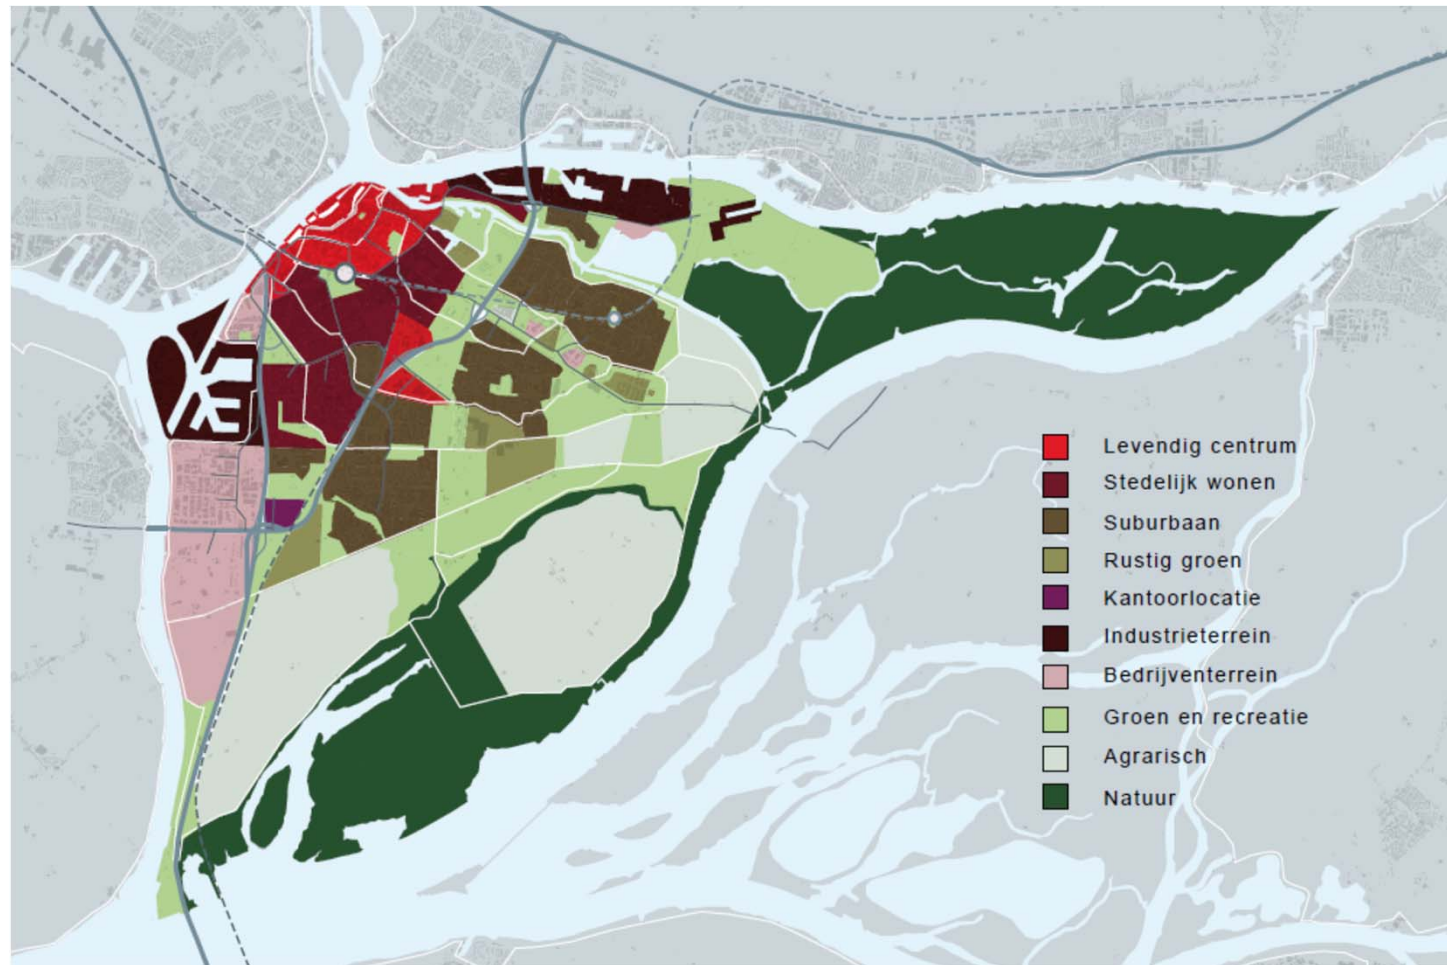 Levendig centrum
Stedelijk wonen
Suburbaan
Rustig groen
Kantoorlocatie
Industrieterrein
Bedrijventerrein
Groen en recreatie
Agrarisch
Natuur